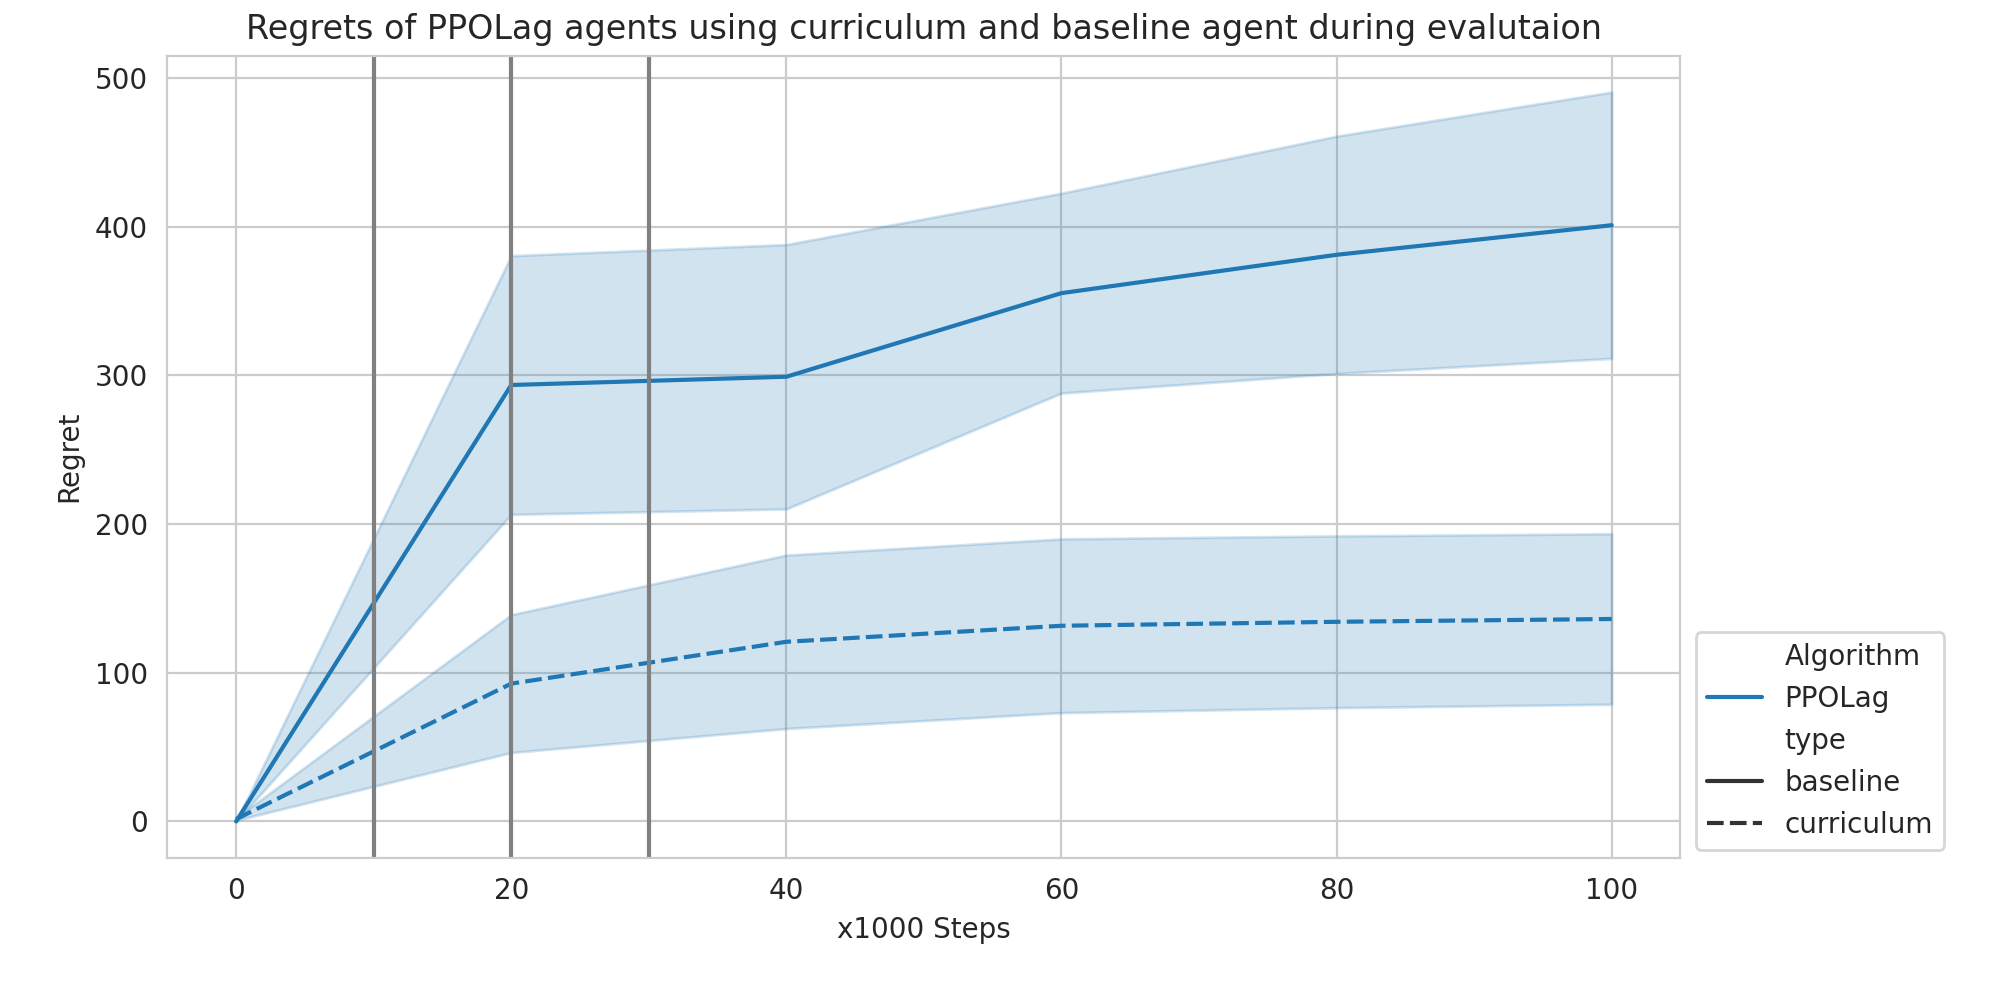 Regrets of PPOLag agents using curriculum and baseline agent during evalutaion
500
400
300
200
100
0
Regret
0 20 40 60 80 100
x1000 Steps
Algorithm
PPOLag
type
baseline
curriculum